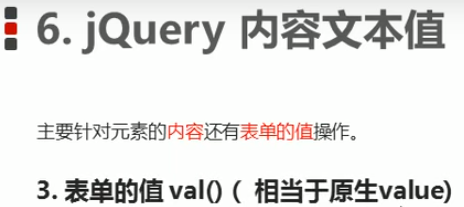 6. jQuery 内容文本值
主要针对元素的内容还有表单的值操作。
3. 表单的值 val()（ 相当于原生value)